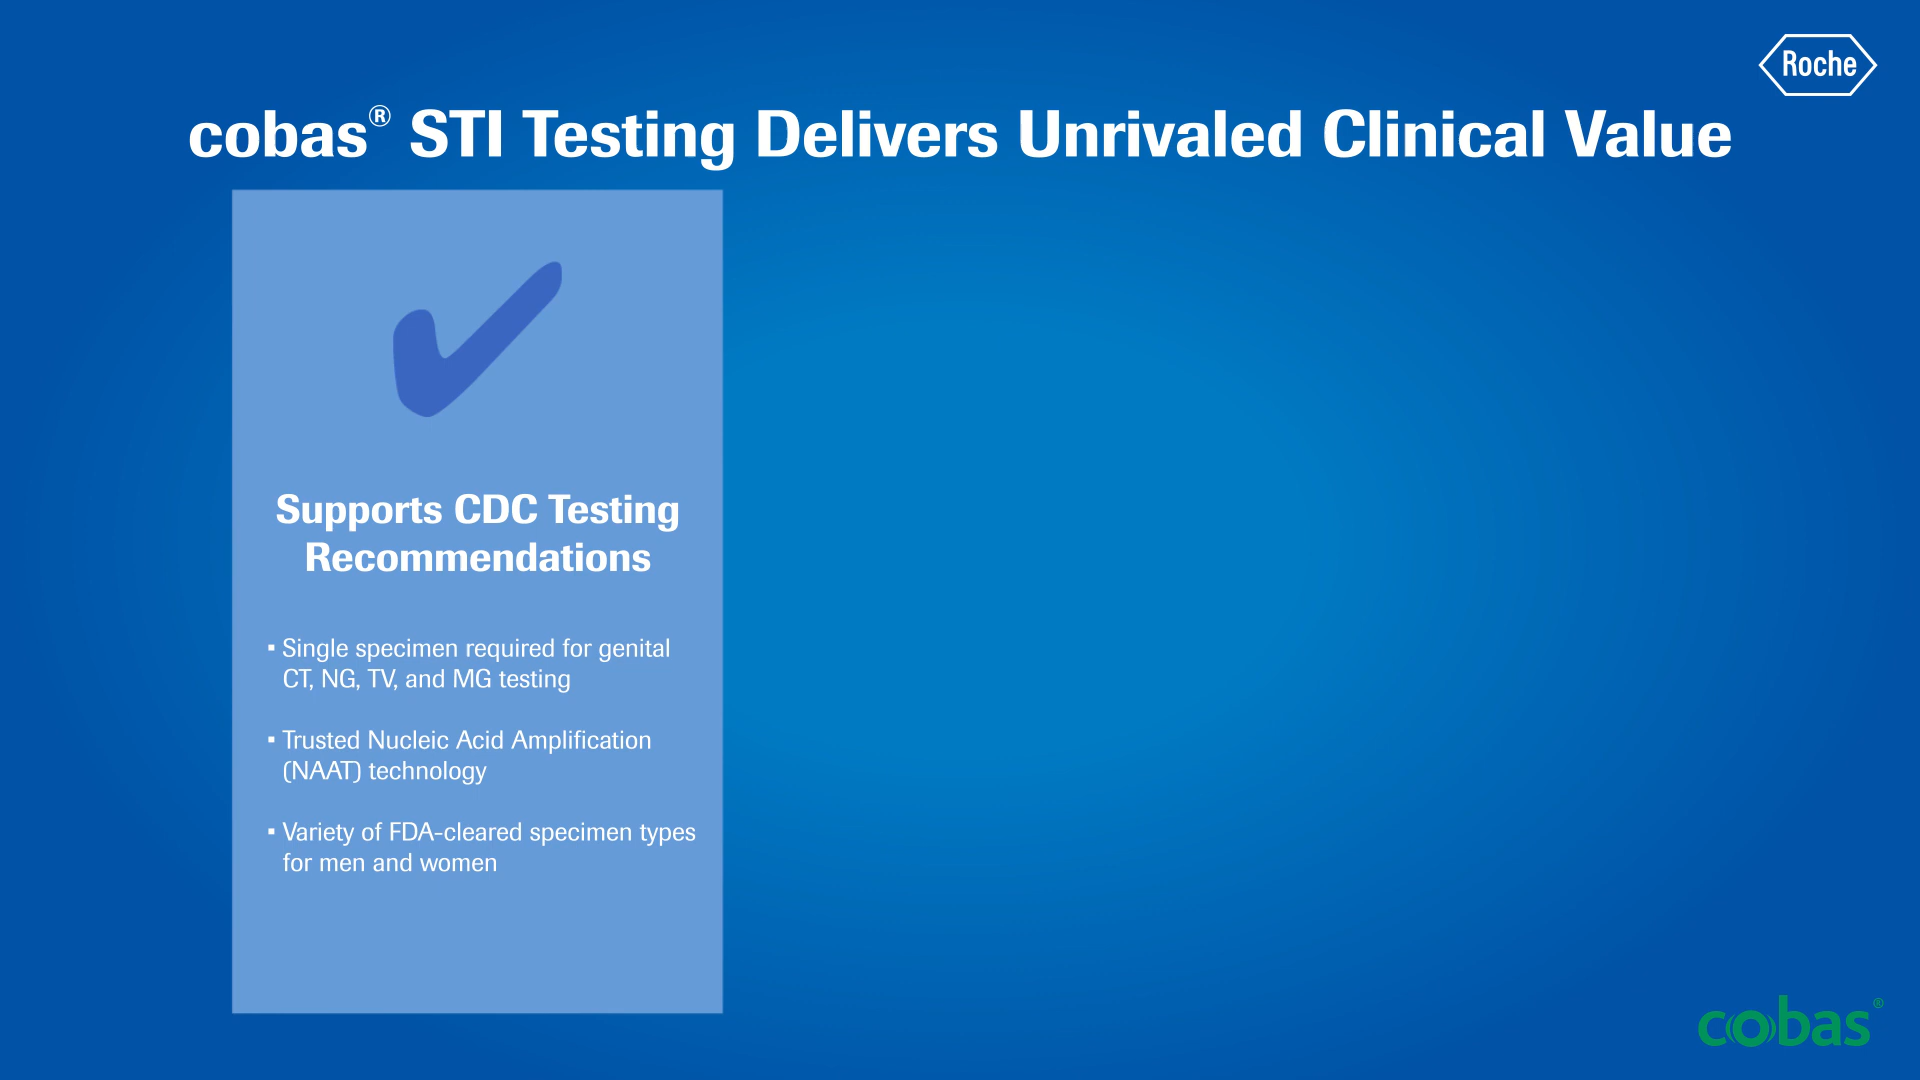 Roche
cobas® STI Testing Delivers Unrivaled Clinical Value
Supports CDC Testing
Recommendations
▪ Single specimen required for genital
CT, NG, TV, and MG testing
▪ Trusted Nucleic Acid Amplification
(NAAT) technology
▪ Variety of FDA-cleared specimen types
for men and women
cobas®